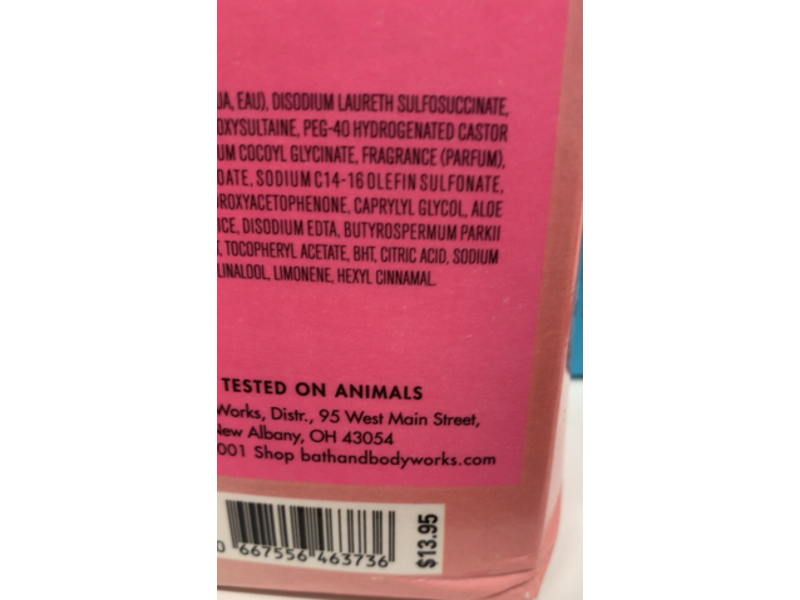 UA, EAU), DISODIUM LAURETH SULFOSUCCINATE,
OXYSULTAINE, PEG-40 HYDROGENATED CASTOR
UM COCOYL GLYCINATE, FRAGRANCE (PARFUM),
OATE, SODIUM C14-16 OLEFIN SULFONATE,
ROXYACETOPHENONE, CAPRYLYL GLYCOL, ALOE
ICE, DISODIUM EDTA, BUTYROSPERMUM PARKII
T, TOCOPHERYL ACETATE, BHT, CITRIC ACID, SODIUM
LINALOOL, LIMONENE, HEXYL CINNAMAL.
TESTED ON ANIMALS
Works, Distr., 95 West Main Street,
New Albany, OH 43054
001 Shop bathandbodyworks.com
0 667556 463736
$13.95